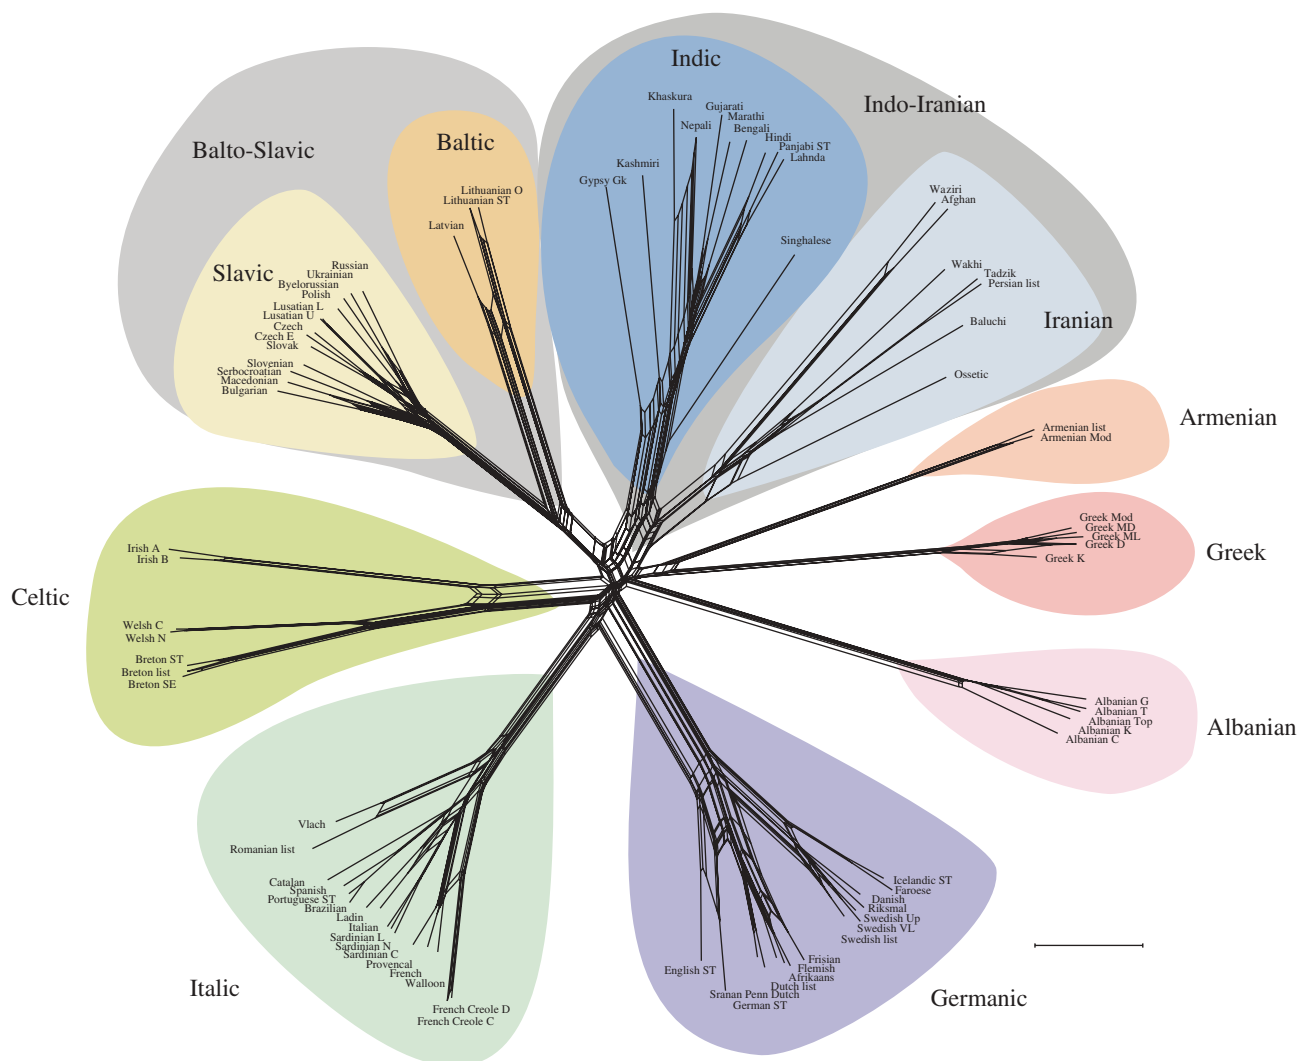 Indic
Indo-Iranian
Khaskura
Gujarati
Marathi
Nepali
Bengali
Hindi
Panjabi ST
Lahnda
Kashmiri
Gypsy Gk
Singhalese
Balto-Slavic
Baltic
Lithuanian O
Lithuanian ST
Latvian
Slavic
Russian
Ukrainian
Byelorussian
Polish
Lusatian L
Lusatian U
Czech
Czech E
Slovak
Slovenian
Serbocroatian
Macedonian
Bulgarian
Waziri
Afghan
Wakhi
Tadzik
Persian list
Baluchi
Iranian
Ossetic
Armenian
Armenian list
Armenian Mod
Greek Mod
Greek MD
Greek ML
Greek D
Greek K
Greek
Celtic
Irish A
Irish B
Welsh C
Welsh N
Breton ST
Breton list
Breton SE
Albanian G
Albanian T
Albanian Top
Albanian K
Albanian C
Albanian
Vlach
Romanian list
Catalan
Spanish
Portuguese ST
Brazilian
Ladin
Italian
Sardinian L
Sardinian N
Sardinian C
Provencal
French
Walloon
French Creole D
French Creole C
Italic
Icelandic ST
Faroese
Danish
Riksmal
Swedish Up
Swedish VL
Swedish list
Frisian
Flemish
Afrikaans
Dutch list
English ST
Sranan Penn Dutch
German ST
Germanic